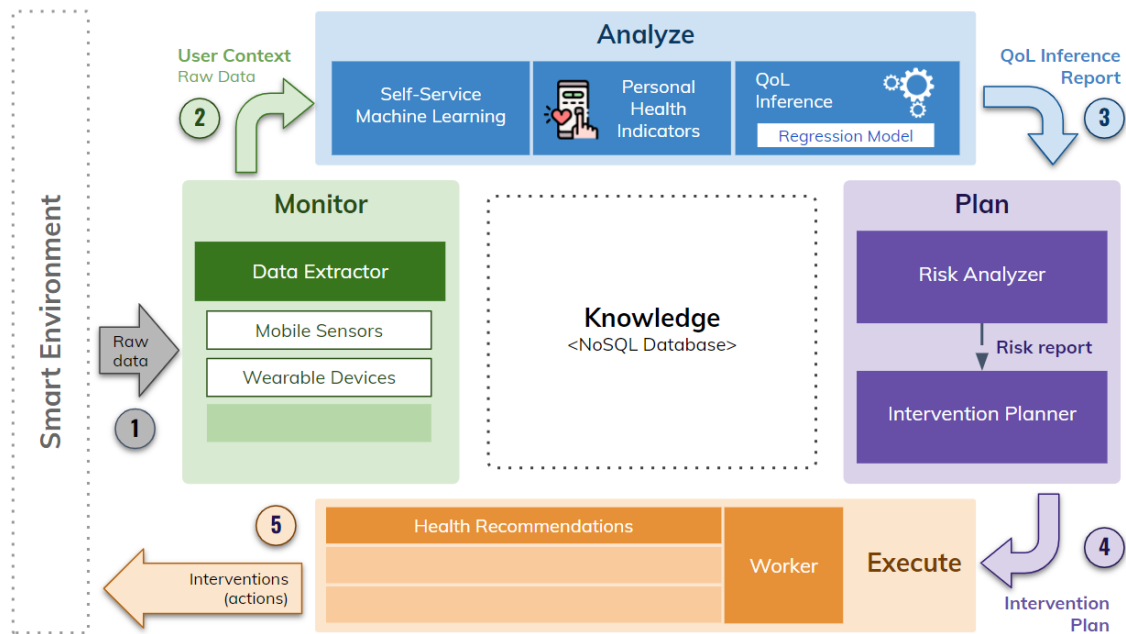 Analyze
User Context
Raw Data
2
Self-Service
Machine Learning
Personal
Health
Indicators
QoL
Inference
Regression Model
QoL Inference
Report
3
Smart Environment
Monitor
Data Extractor
Mobile Sensors
Wearable Devices
Raw
data
1
Knowledge
<NoSQL Database>
Plan
Risk Analyzer
Risk report
Intervention Planner
5
Health Recommendations
Worker
Execute
4
Interventions
(actions)
Intervention
Plan